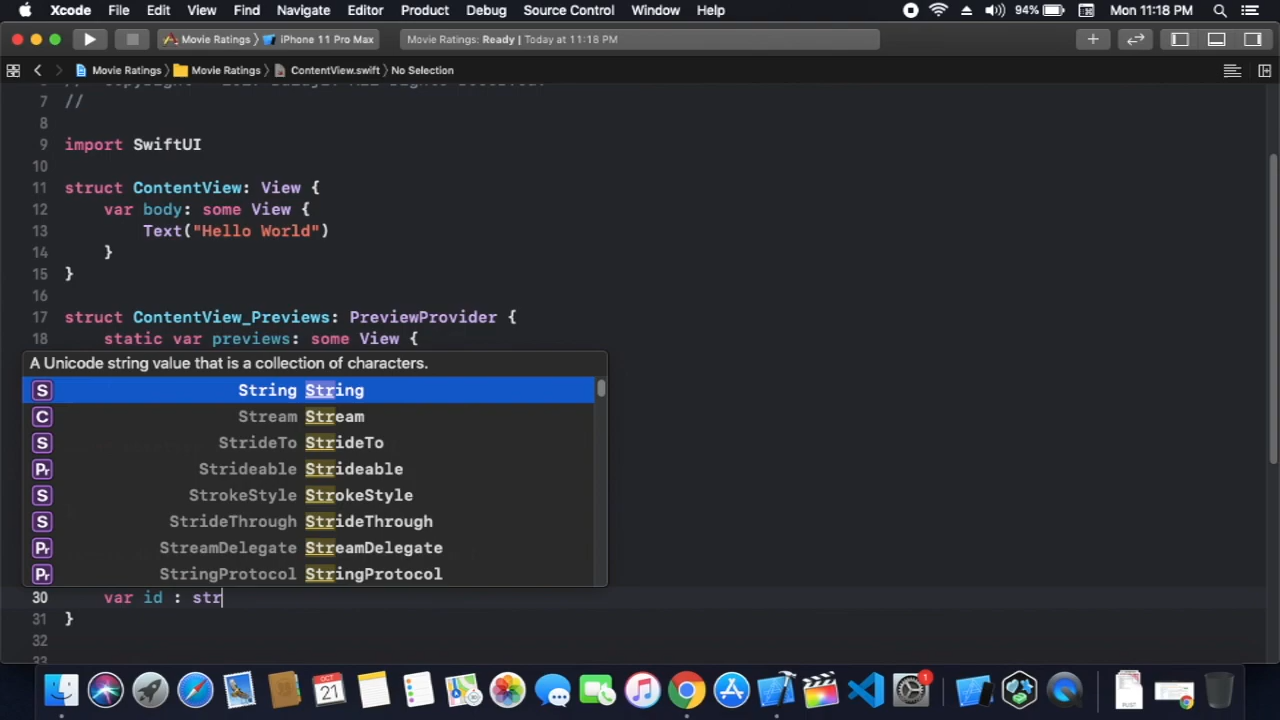 Xcode File Edit View Find Navigate Editor Product Debug Source Control Window Help 94% Mon 11:18 PM
Movie Ratings iPhone 11 Pro Max Movie Ratings: Ready | Today at 11:18 PM
Movie Ratings Movie Ratings ContentView.swift No Selection
7 //
8
9 import SwiftUI
10
11 struct ContentView: View {
12 var body: some View {
13 Text("Hello World")
14 }
15 }
16
17 struct ContentView_Previews: PreviewProvider {
18 static var previews: some View {
A Unicode string value that is a collection of characters.
S String String
C Stream Stream
S StrideTo StrideTo
Pr Strideable Strideable
S StrokeStyle StrokeStyle
S StrideThrough StrideThrough
Pr StreamDelegate StreamDelegate
Pr StringProtocol StringProtocol
30 var id : str
31 }
32
33
OCT
21
1